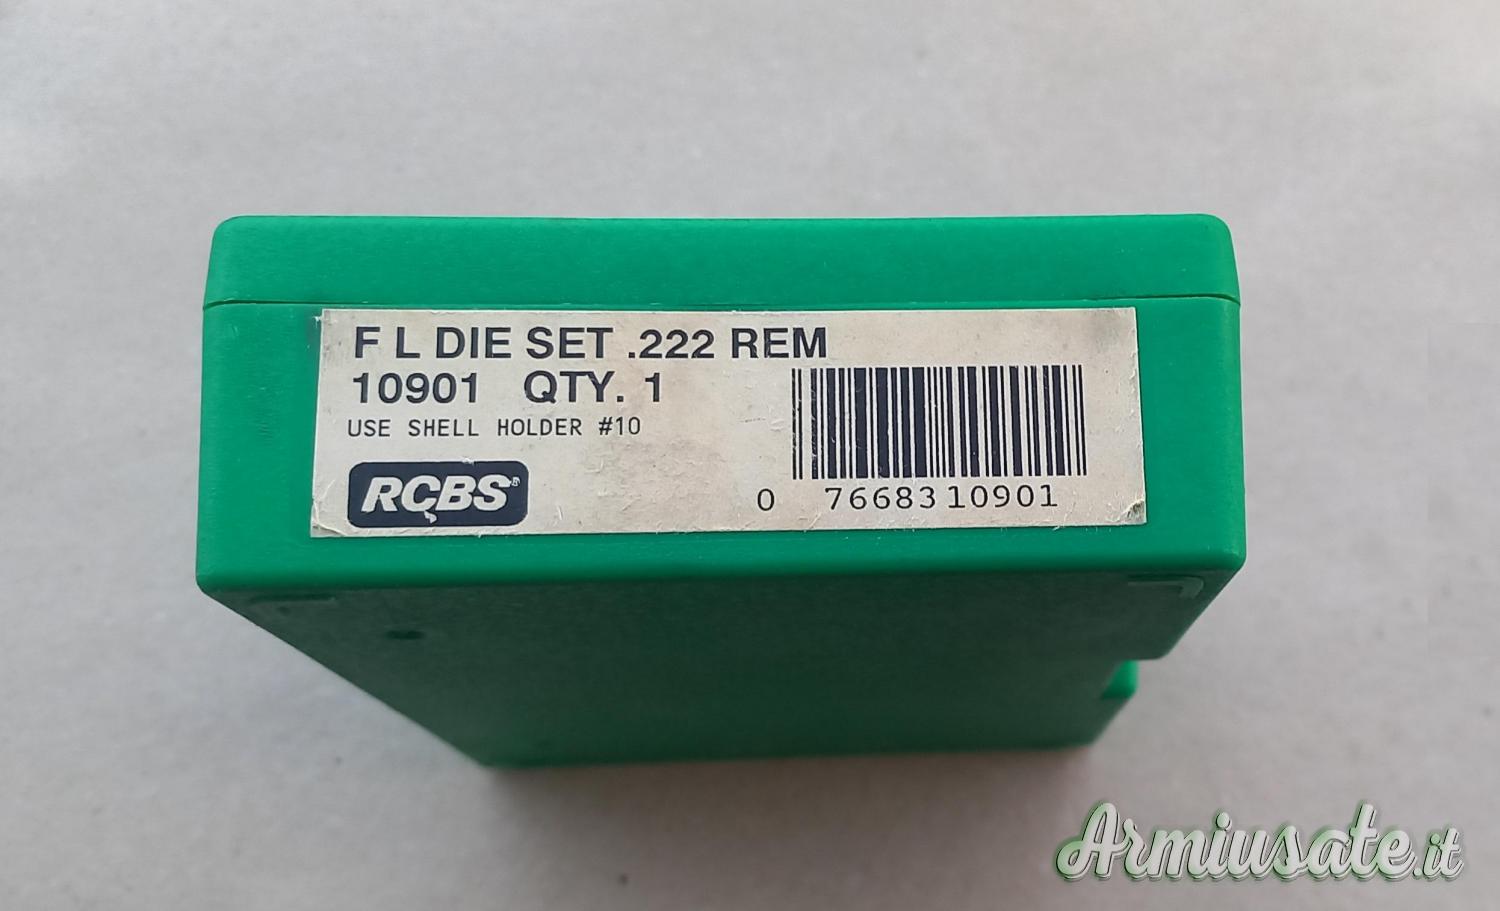 F L DIE SET .222 REM
10901 QTY. 1
USE SHELL HOLDER #10
RCBS
0 76683 10901
Armiusate.it